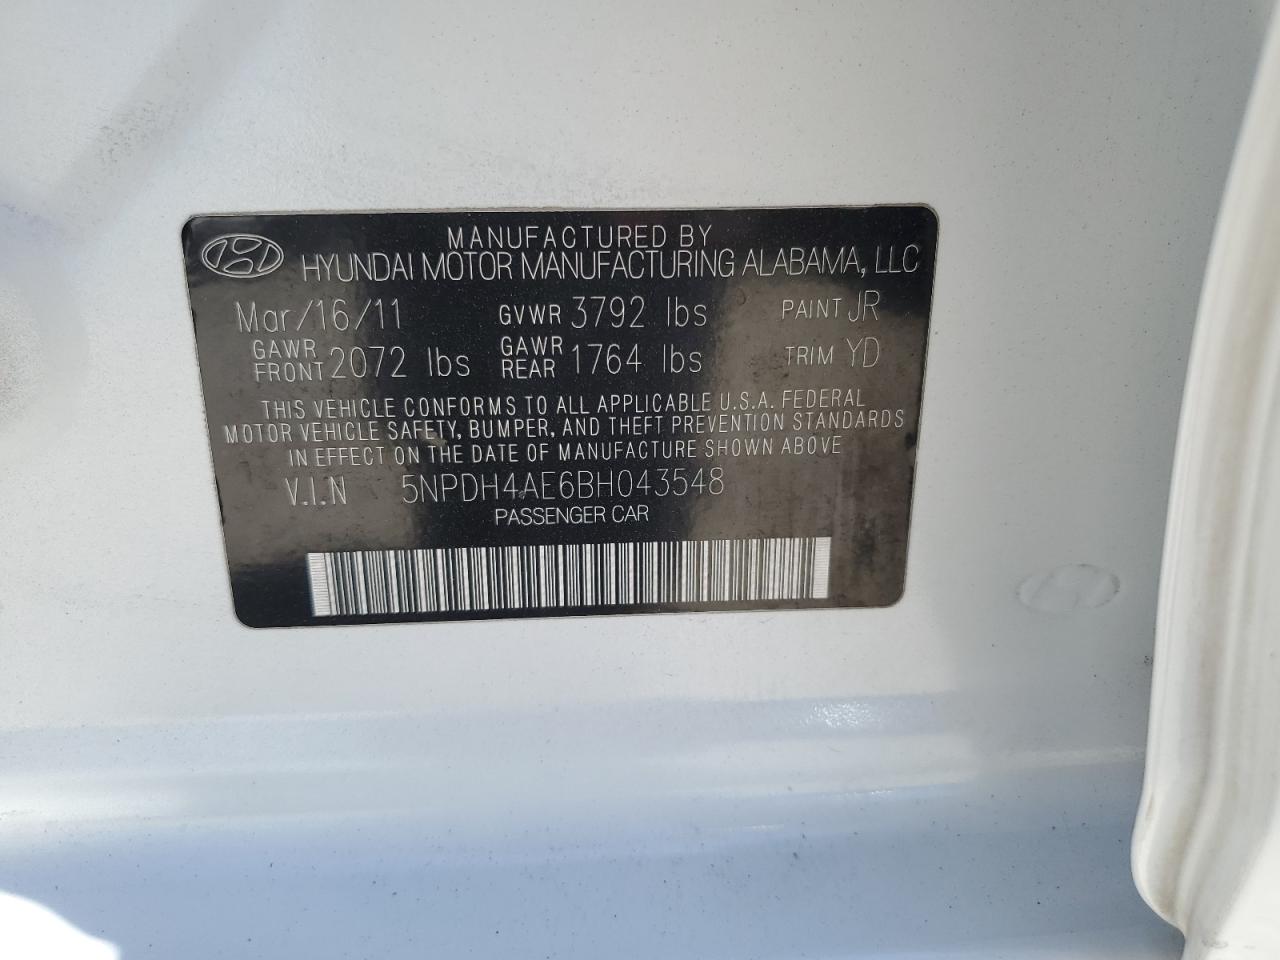 MANUFACTURED BY
HYUNDAI MOTOR MANUFACTURING ALABAMA, LLC
Mar/16/11 GVWR 3792 lbs PAINT JR
GAWR FRONT 2072 lbs GAWR REAR 1764 lbs TRIM YD
THIS VEHICLE CONFORMS TO ALL APPLICABLE U.S.A. FEDERAL
MOTOR VEHICLE SAFETY, BUMPER, AND THEFT PREVENTION STANDARDS
IN EFFECT ON THE DATE OF MANUFACTURE SHOWN ABOVE
V.I.N 5NPDH4AE6BH043548
PASSENGER CAR